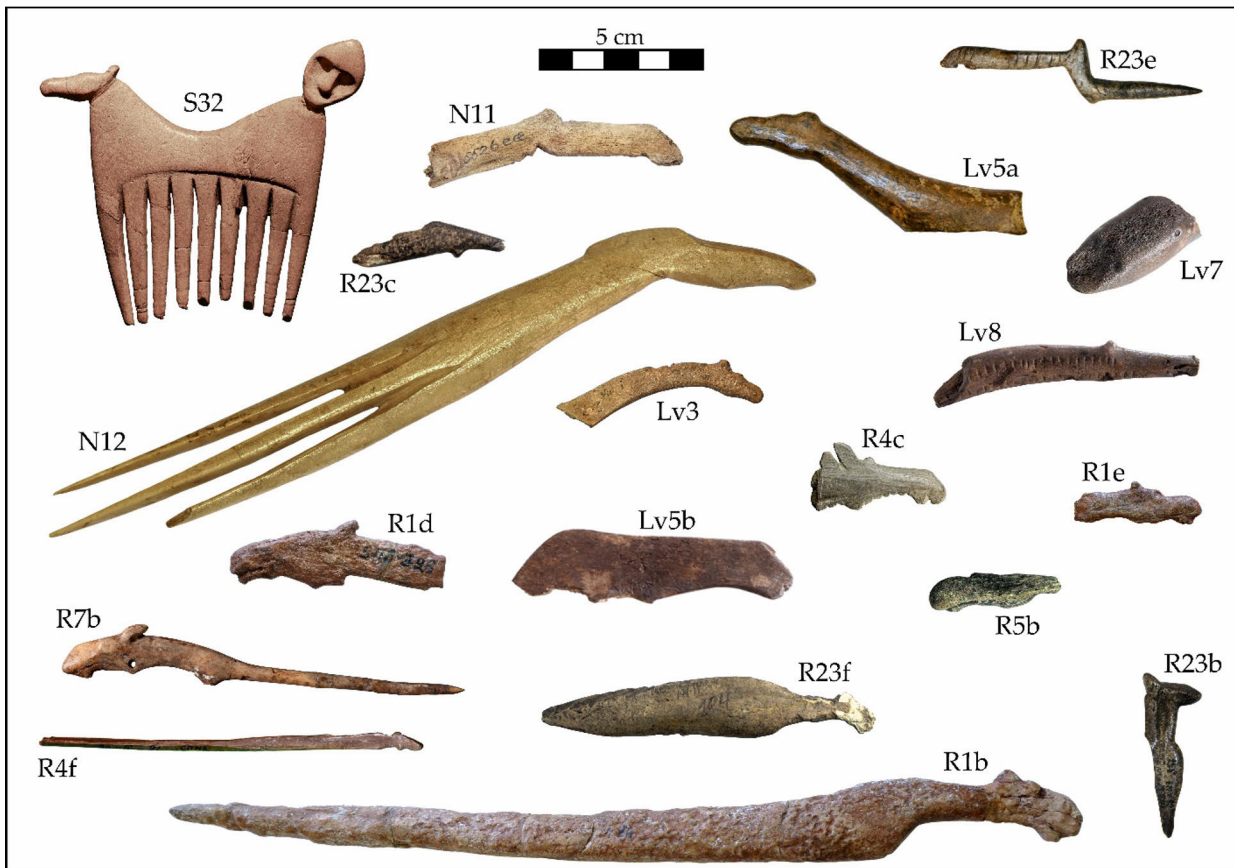 5 cm
R23e
S32
N11
Lv5a
R23c
Lv7
Lv8
Lv3
N12
R4c
R1e
R1d
Lv5b
R5b
R7b
R23f
R23b
R4f
R1b